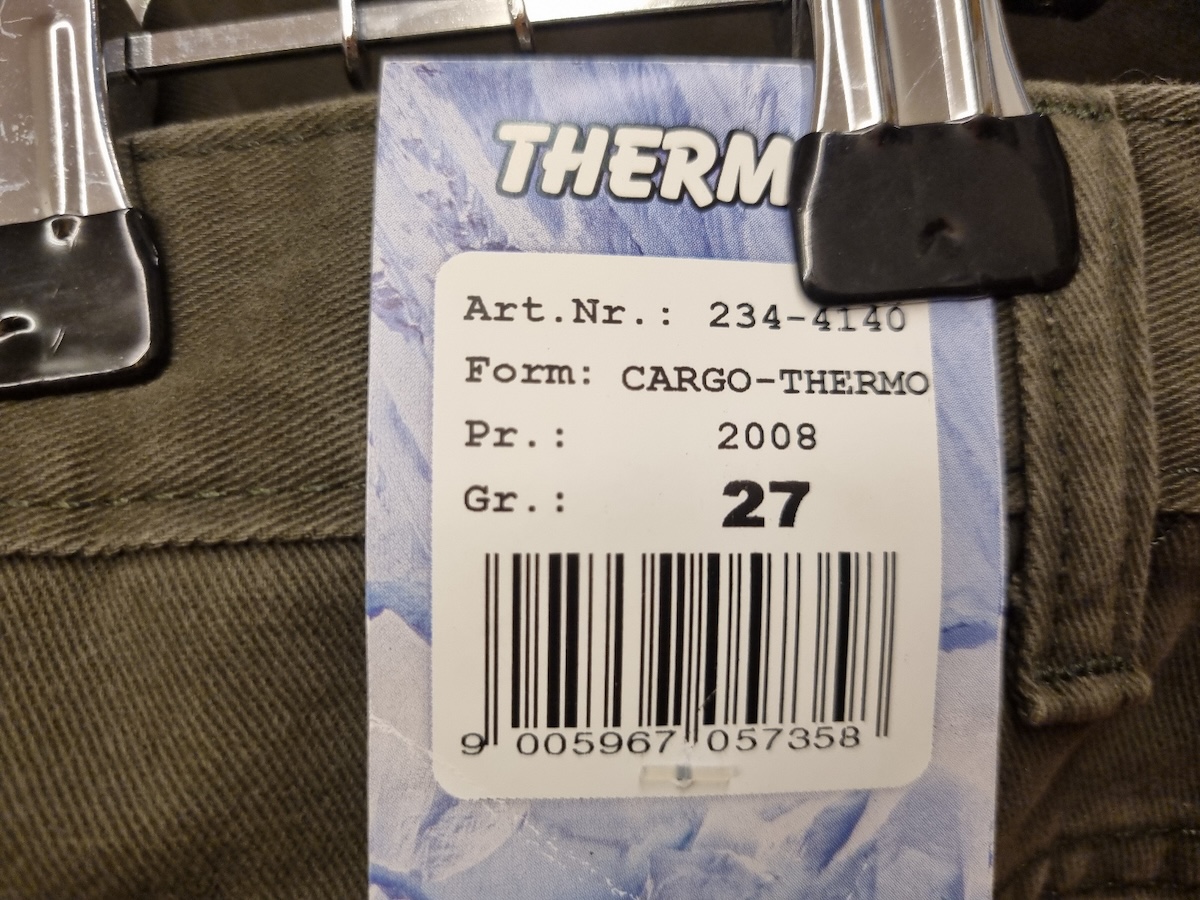 THERM
Art.Nr.: 234-4140
Form: CARGO-THERMO
Pr.: 2008
Gr.: 27
9 005967 057358